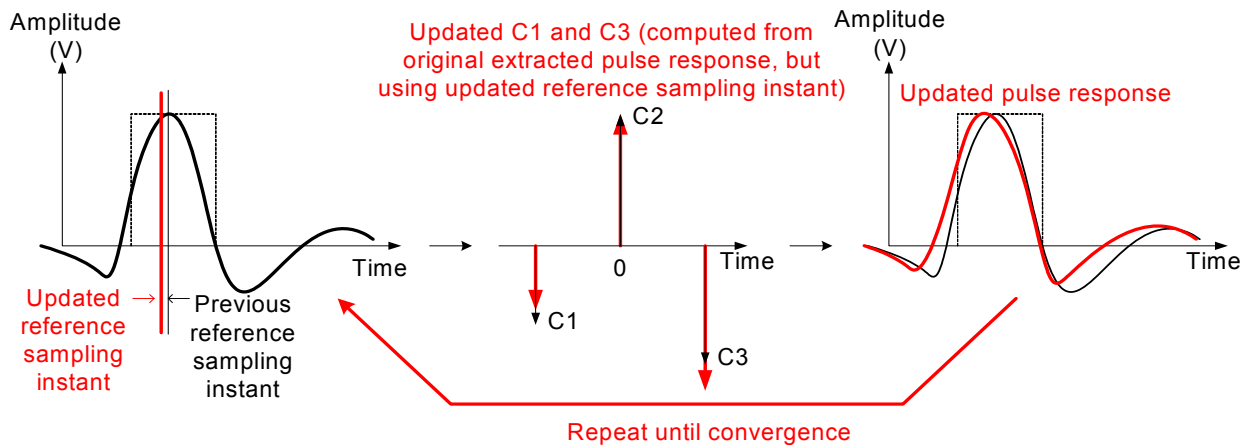 Amplitude
(V)
Time
Updated
reference
sampling
instant
Previous
reference
sampling
instant
Updated C1 and C3 (computed from
original extracted pulse response, but
using updated reference sampling instant)
C2
0
Time
C1
C3
Amplitude
(V)
Updated pulse response
Time
Repeat until convergence